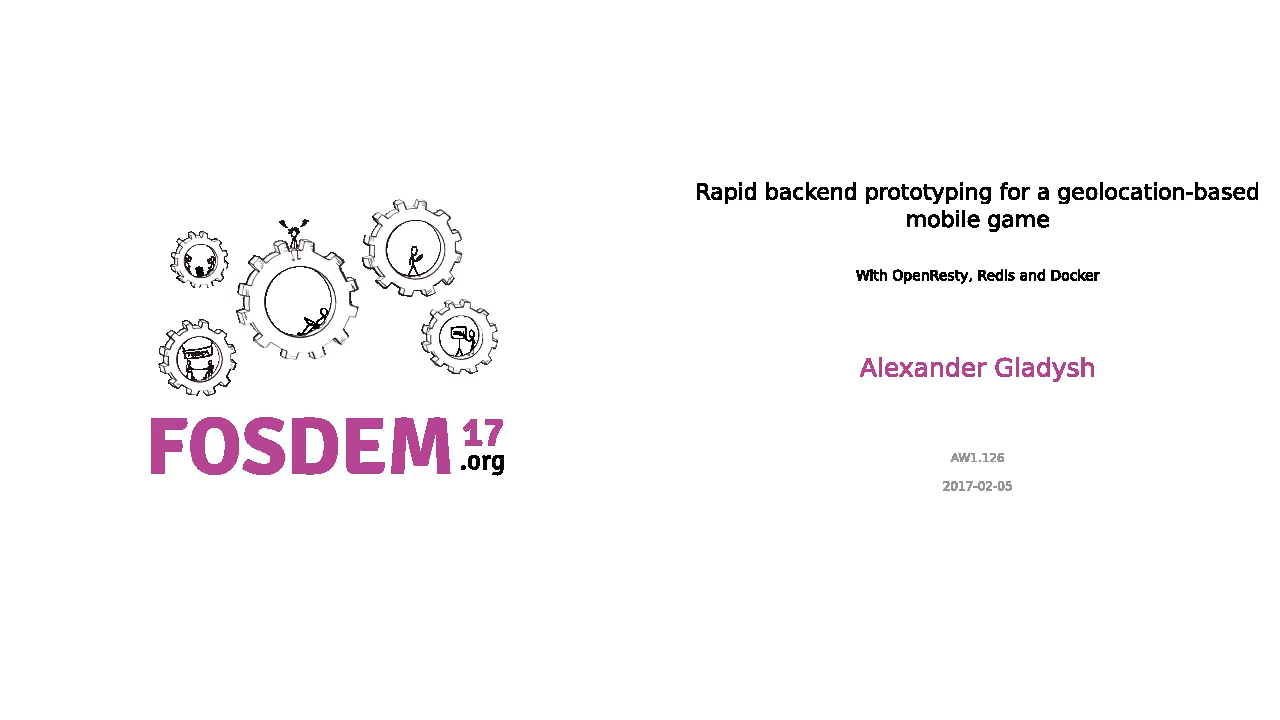 FOSDEM 17
.org
Rapid backend prototyping for a geolocation-based
mobile game
With OpenResty, Redis and Docker
Alexander Gladysh
AW1.126
2017-02-05